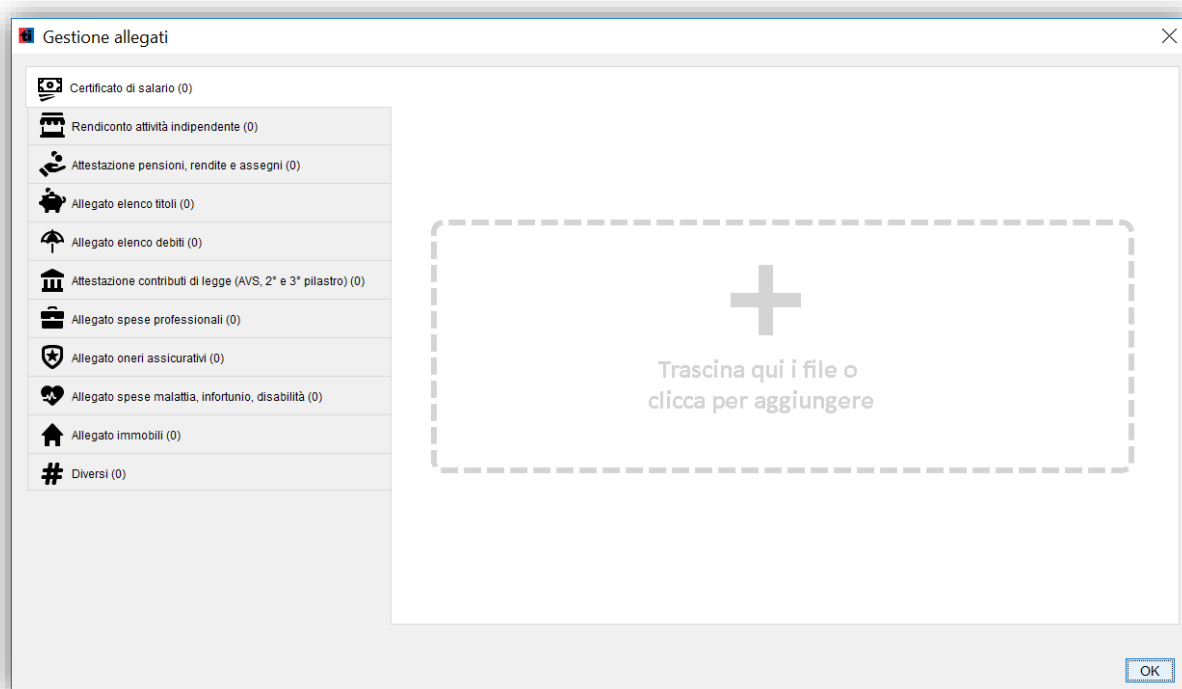 ti Gestione allegati
Certificato di salario (0)
Rendiconto attività indipendente (0)
Attestazione pensioni, rendite e assegni (0)
Allegato elenco titoli (0)
Allegato elenco debiti (0)
Attestazione contributi di legge (AVS, 2° e 3° pilastro) (0)
Allegato spese professionali (0)
Allegato oneri assicurativi (0)
Allegato spese malattia, infortunio, disabilità (0)
Allegato immobili (0)
Diversi (0)
Trascina qui i file o
clicca per aggiungere
OK